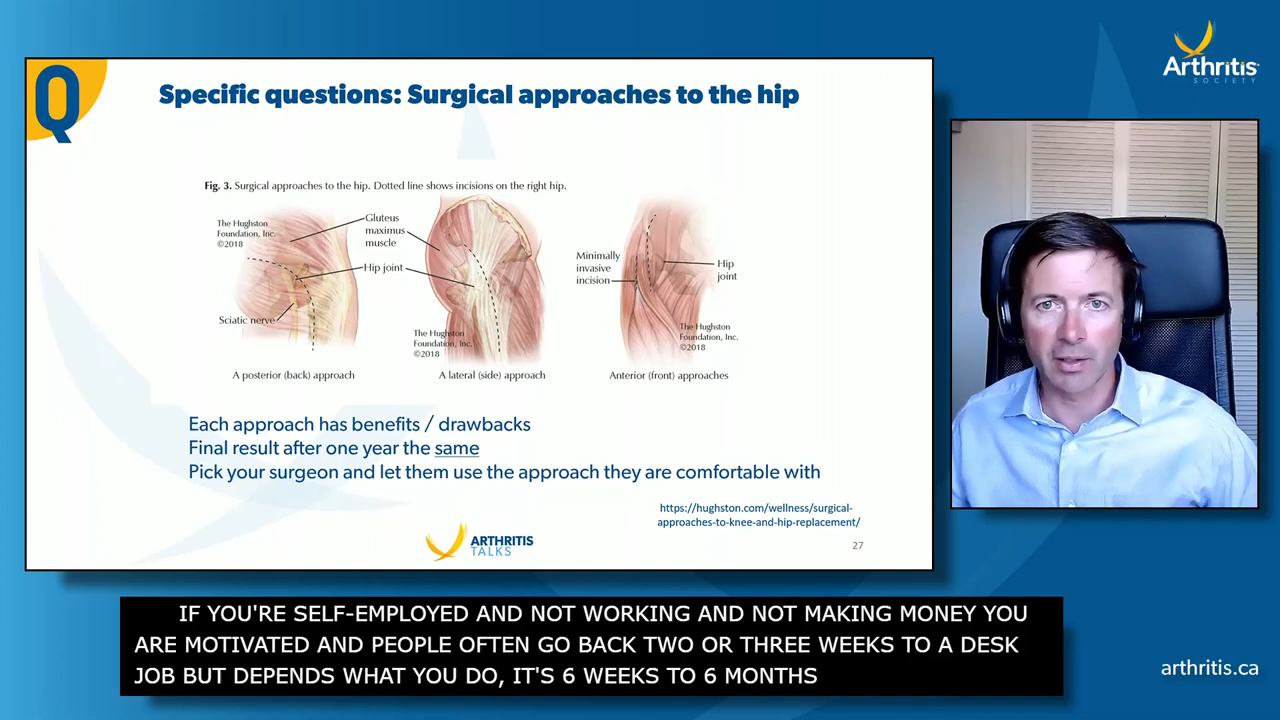 Arthritis
SOCIETY
Q
Specific questions: Surgical approaches to the hip
Fig. 3. Surgical approaches to the hip. Dotted line shows incisions on the right hip.
The Hughston
Foundation, Inc.
©2018
Gluteus
maximus
muscle
Hip joint
Sciatic nerve
The Hughston
Foundation, Inc.
©2018
Minimally
invasive
incision
Hip
joint
The Hughston
Foundation, Inc.
©2018
A posterior (back) approach
A lateral (side) approach
Anterior (front) approaches
Each approach has benefits / drawbacks
Final result after one year the same
Pick your surgeon and let them use the approach they are comfortable with
https://hughston.com/wellness/surgical-
approaches-to-knee-and-hip-replacement/
ARTHRITIS
TALKS
27
IF YOU'RE SELF-EMPLOYED AND NOT WORKING AND NOT MAKING MONEY YOU
ARE MOTIVATED AND PEOPLE OFTEN GO BACK TWO OR THREE WEEKS TO A DESK
JOB BUT DEPENDS WHAT YOU DO, IT'S 6 WEEKS TO 6 MONTHS
arthritis.ca